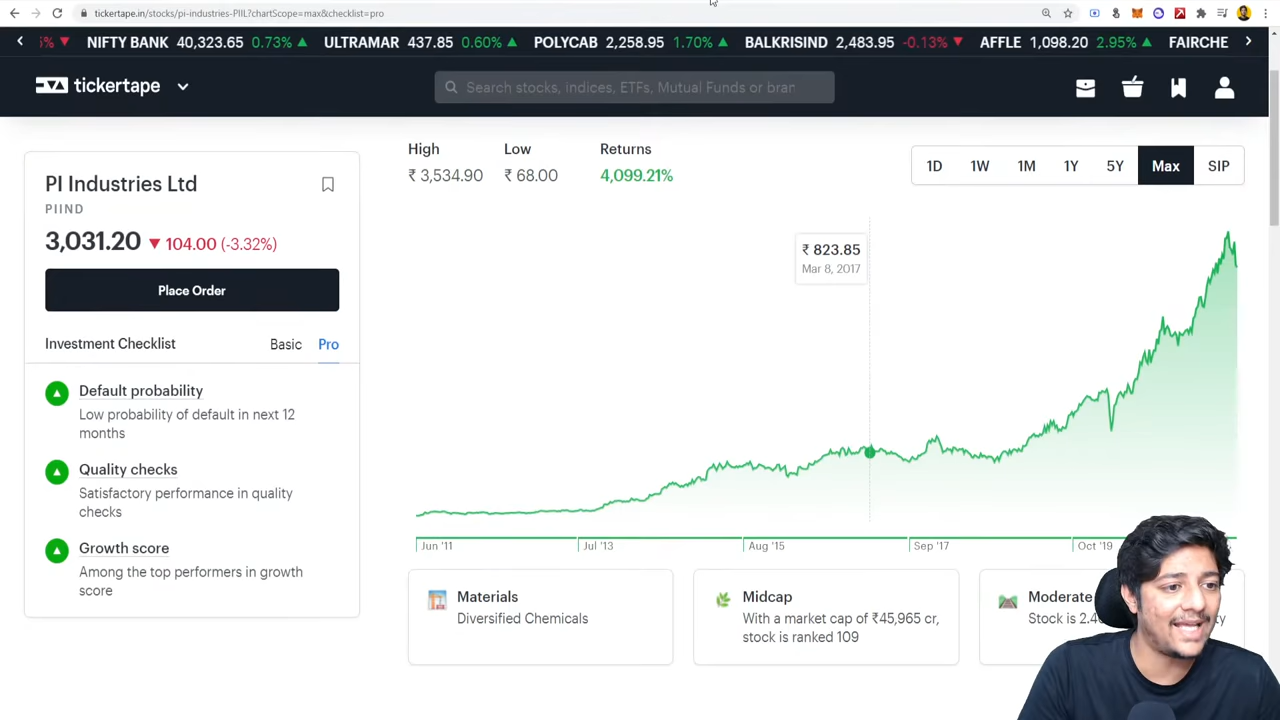 tickertape.in/stocks/pi-industries-PIIL?chartScope=max&checklist=pro
NIFTY BANK 40,323.65 0.73% ULTRAMAR 437.85 0.60% POLYCAB 2,258.95 1.70% BALKRISIND 2,483.95 -0.13% AFFLE 1,098.20 2.95% FAIRCHE
tickertape
Search stocks, indices, ETFs, Mutual Funds or bran
PI Industries Ltd
PIIND
3,031.20 104.00 (-3.32%)
Place Order
Investment Checklist Basic Pro
Default probability
Low probability of default in next 12
months
Quality checks
Satisfactory performance in quality
checks
Growth score
Among the top performers in growth
score
High Low Returns
₹ 3,534.90 ₹ 68.00 4,099.21%
1D 1W 1M 1Y 5Y Max SIP
₹ 823.85
Mar 8, 2017
Jun '11 Jul '13 Aug '15 Sep '17 Oct '19
Materials
Diversified Chemicals
Midcap
With a market cap of ₹45,965 cr,
stock is ranked 109
Moderate
Stock is